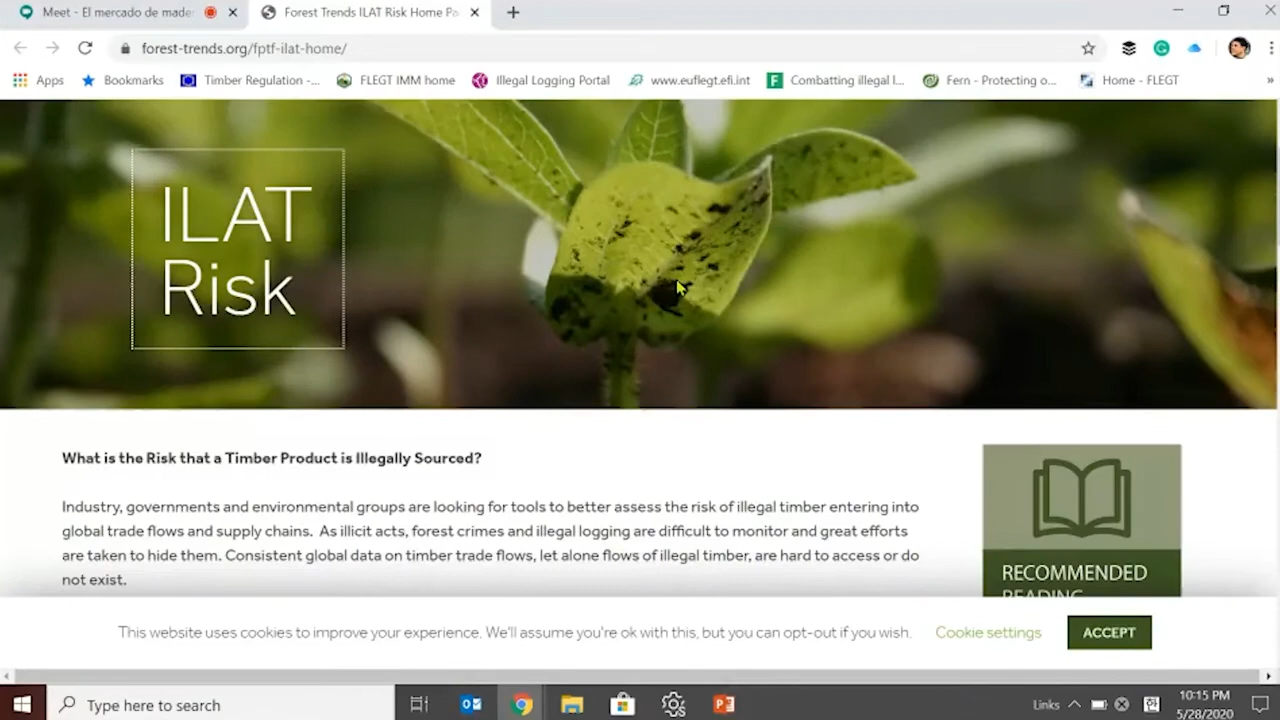 Meet - El mercado de made
Forest Trends ILAT Risk Home Pa
forest-trends.org/fptf-ilat-home/
Apps
Bookmarks
Timber Regulation -...
FLEGT IMM home
Illegal Logging Portal
www.euflegt.efi.int
Combatting illegal l...
Fern - Protecting o...
Home - FLEGT
»
ILAT
Risk
What is the Risk that a Timber Product is Illegally Sourced?
Industry, governments and environmental groups are looking for tools to better assess the risk of illegal timber entering into
global trade flows and supply chains. As illicit acts, forest crimes and illegal logging are difficult to monitor and great efforts
are taken to hide them. Consistent global data on timber trade flows, let alone flows of illegal timber, are hard to access or do
not exist.
RECOMMENDED
READING
This website uses cookies to improve your experience. We'll assume you're ok with this, but you can opt-out if you wish.
Cookie settings
ACCEPT
Type here to search
Links
10:15 PM
5/28/2020